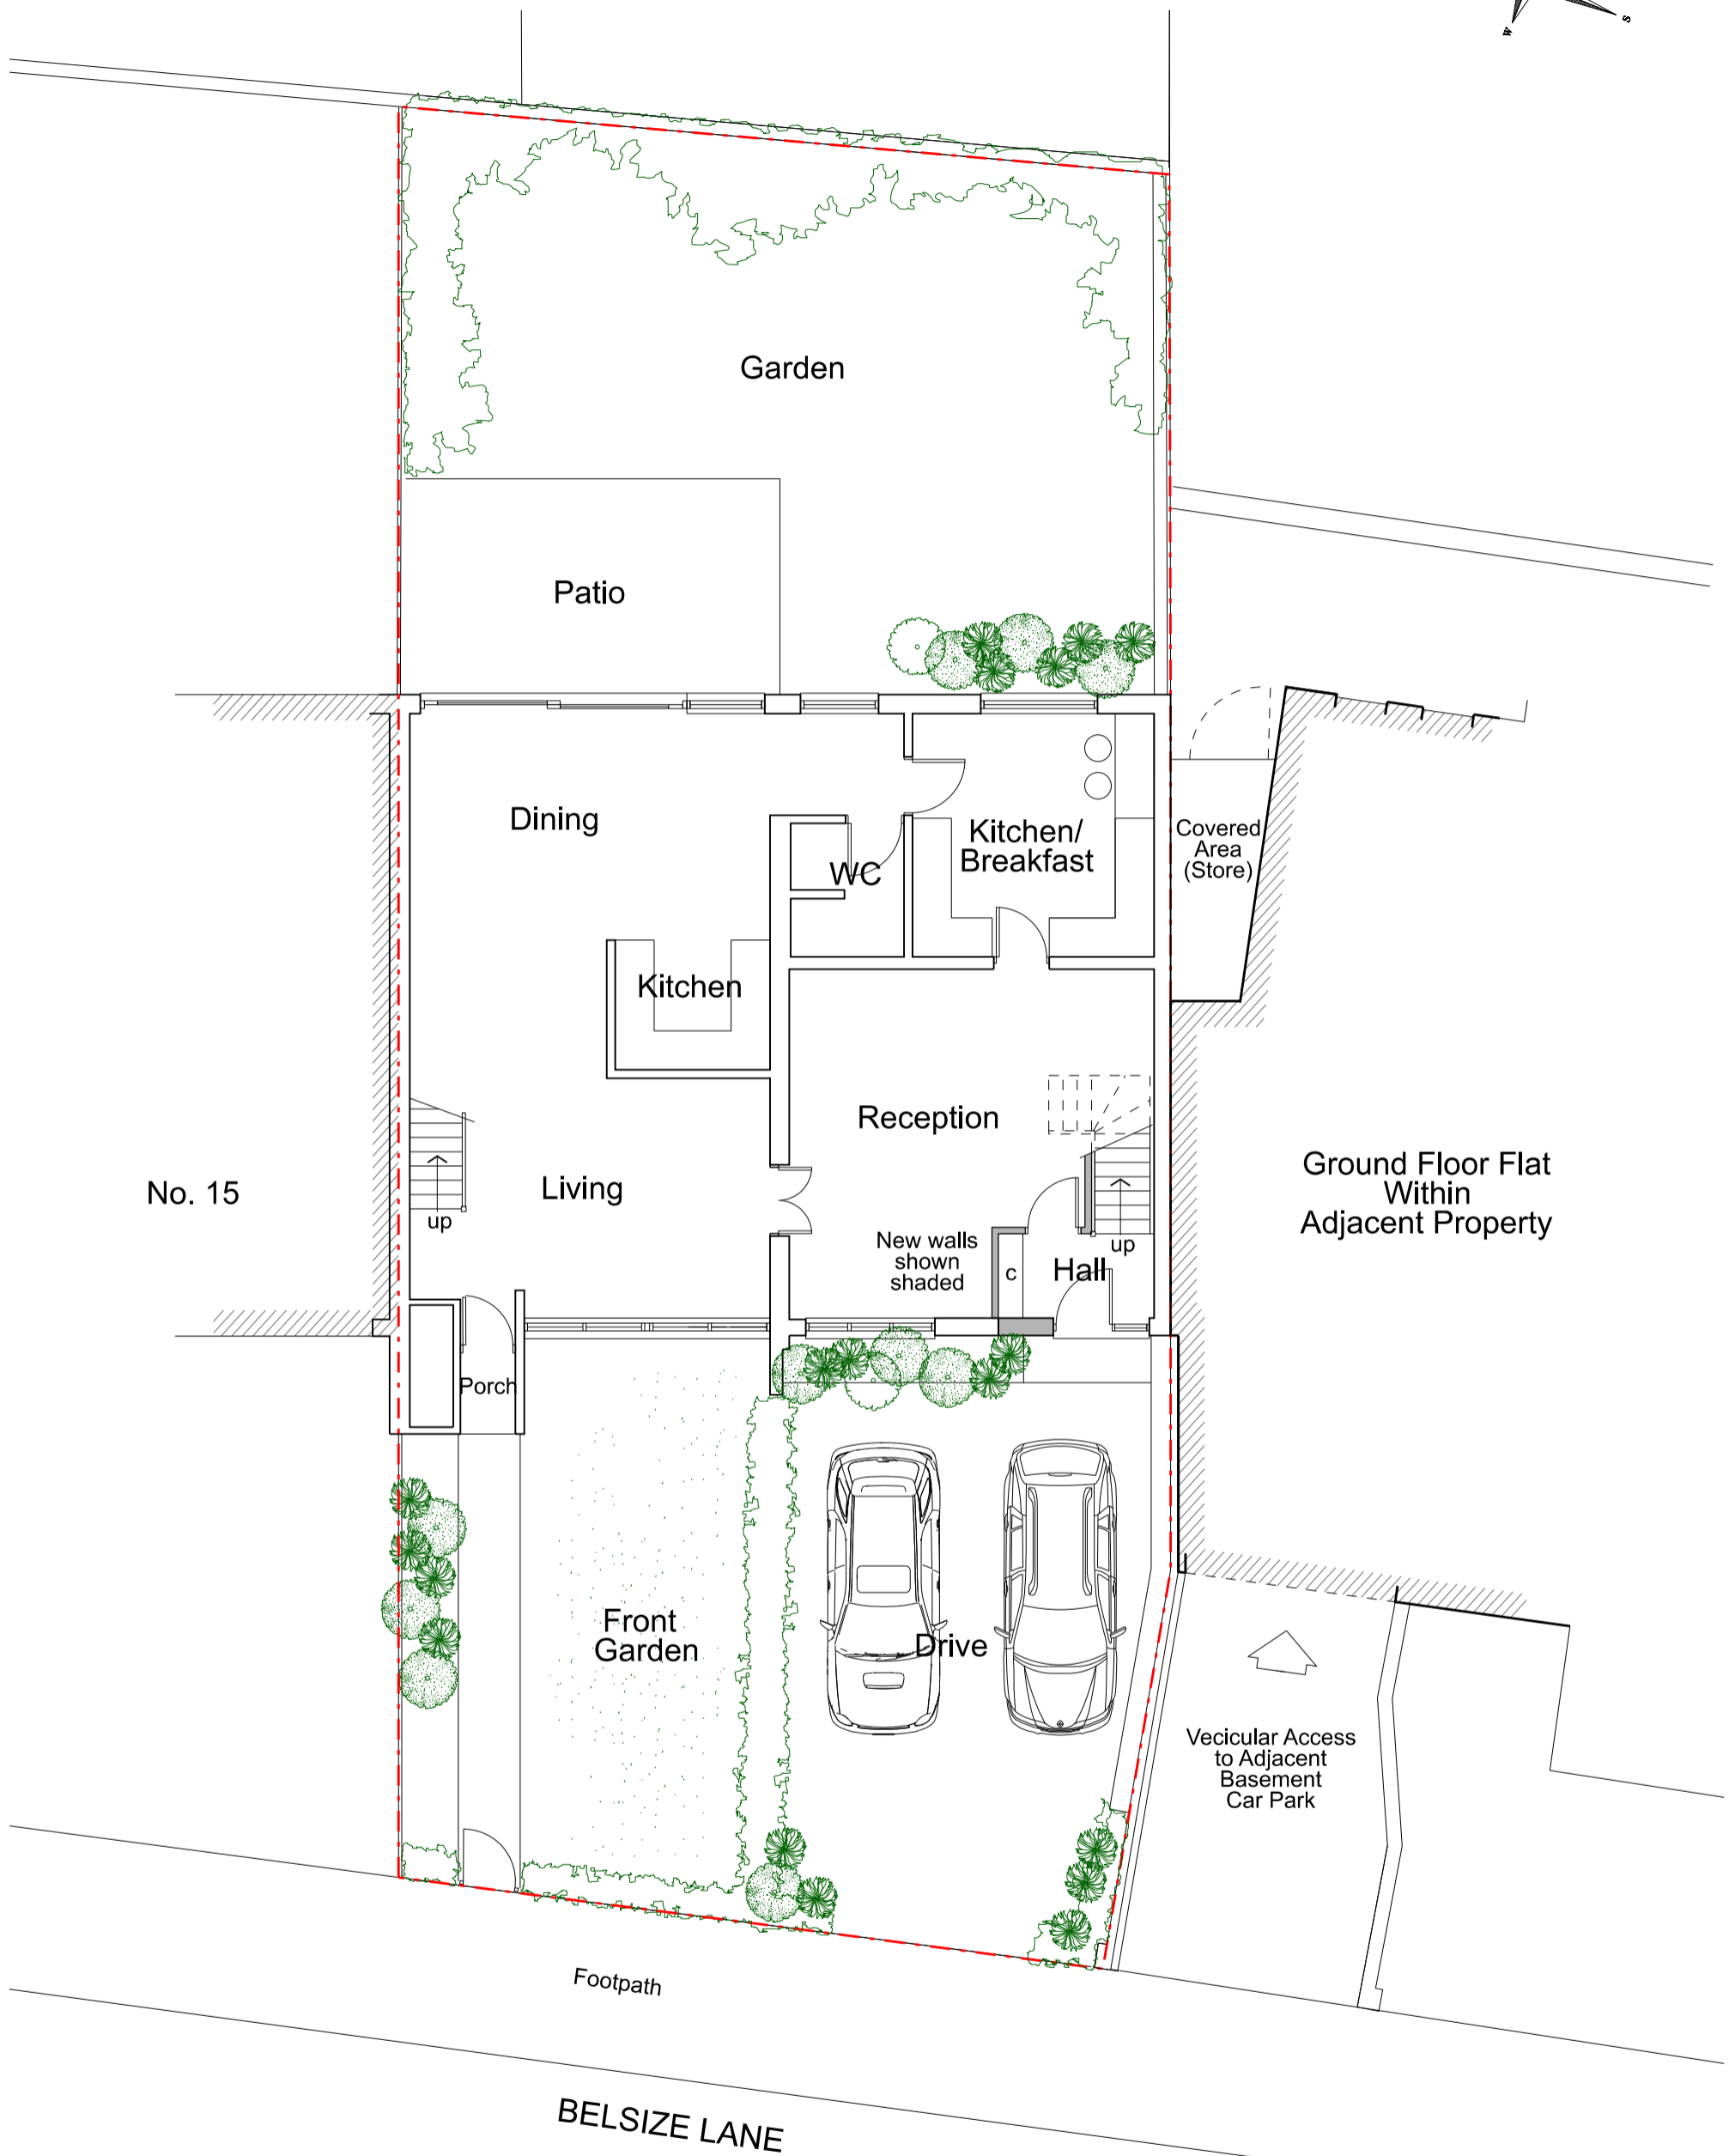 W
S
Garden
Patio
Dining
Kitchen/
Breakfast
Covered
Area
(Store)
WC
Kitchen
Reception
Ground Floor Flat
Within
Adjacent Property
No. 15
Living
up
New walls
shown
shaded
up
c
Hall
Porch
Front
Garden
Drive
Vecicular Access
to Adjacent
Basement
Car Park
Footpath
BELSIZE LANE